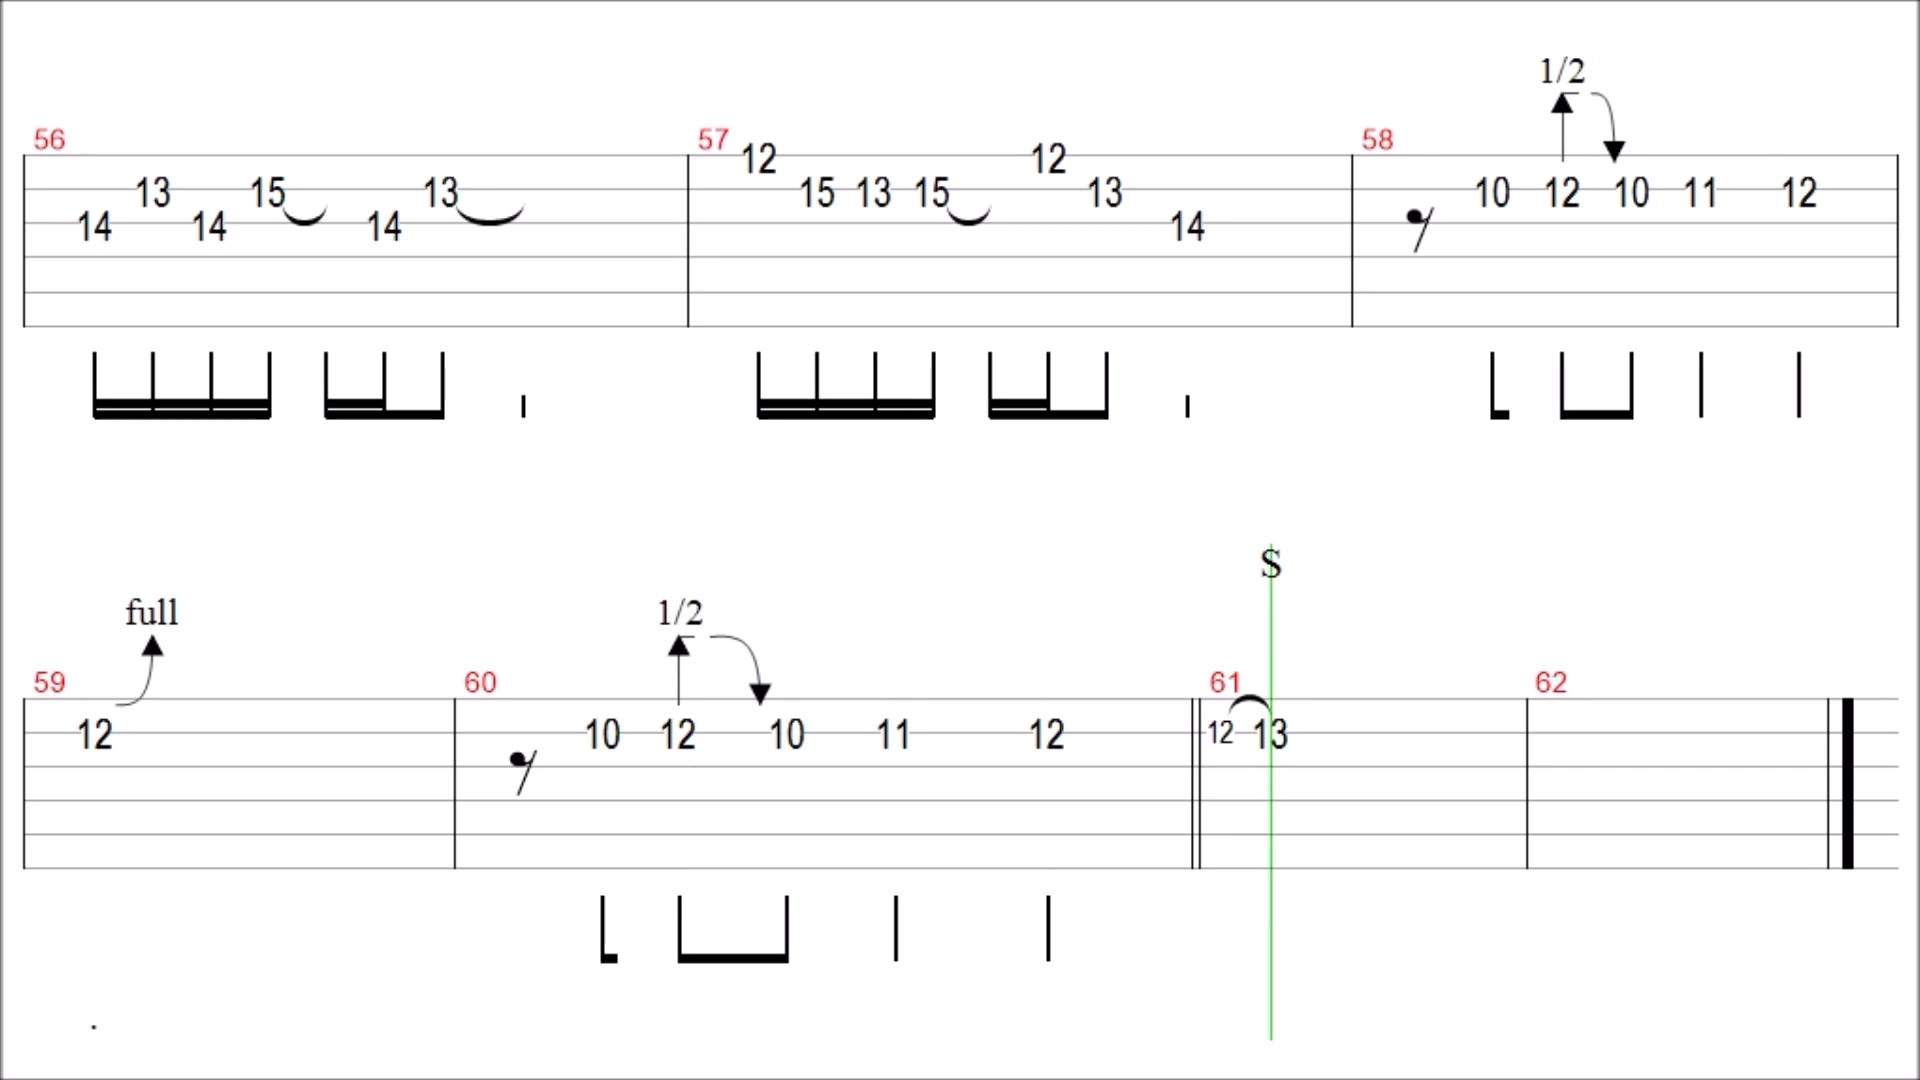 1/2
56 57 58
12 12
13 15 13 15 13 15 13 10 12 10 11 12
14 14 14 14
S
full 1/2
59 60 61 62
12 10 12 10 11 12 12 13